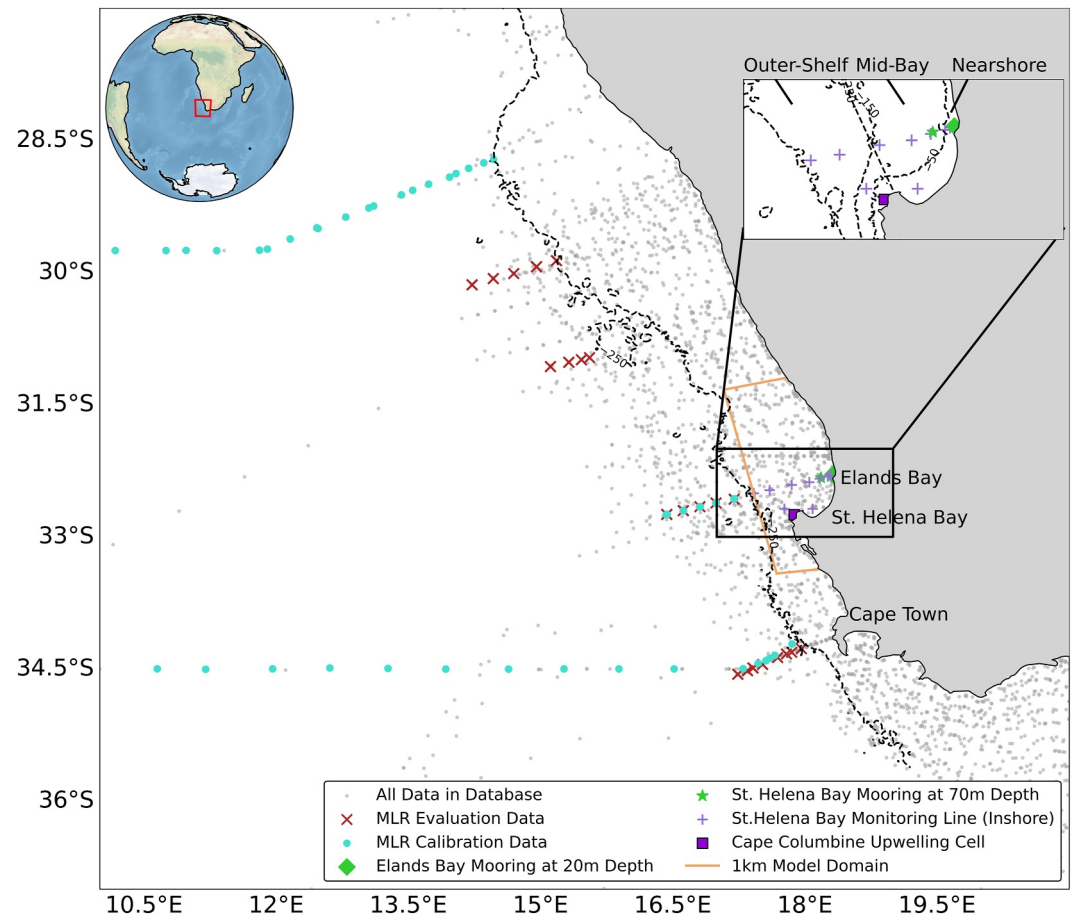 Outer-Shelf Mid-Bay Nearshore
−150
−50
28.5°S
30°S
31.5°S
33°S
34.5°S
36°S
−250
−250
Elands Bay
St. Helena Bay
Cape Town
All Data in Database
MLR Evaluation Data
MLR Calibration Data
Elands Bay Mooring at 20m Depth
St. Helena Bay Mooring at 70m Depth
St.Helena Bay Monitoring Line (Inshore)
Cape Columbine Upwelling Cell
1km Model Domain
10.5°E 12°E 13.5°E 15°E 16.5°E 18°E 19.5°E